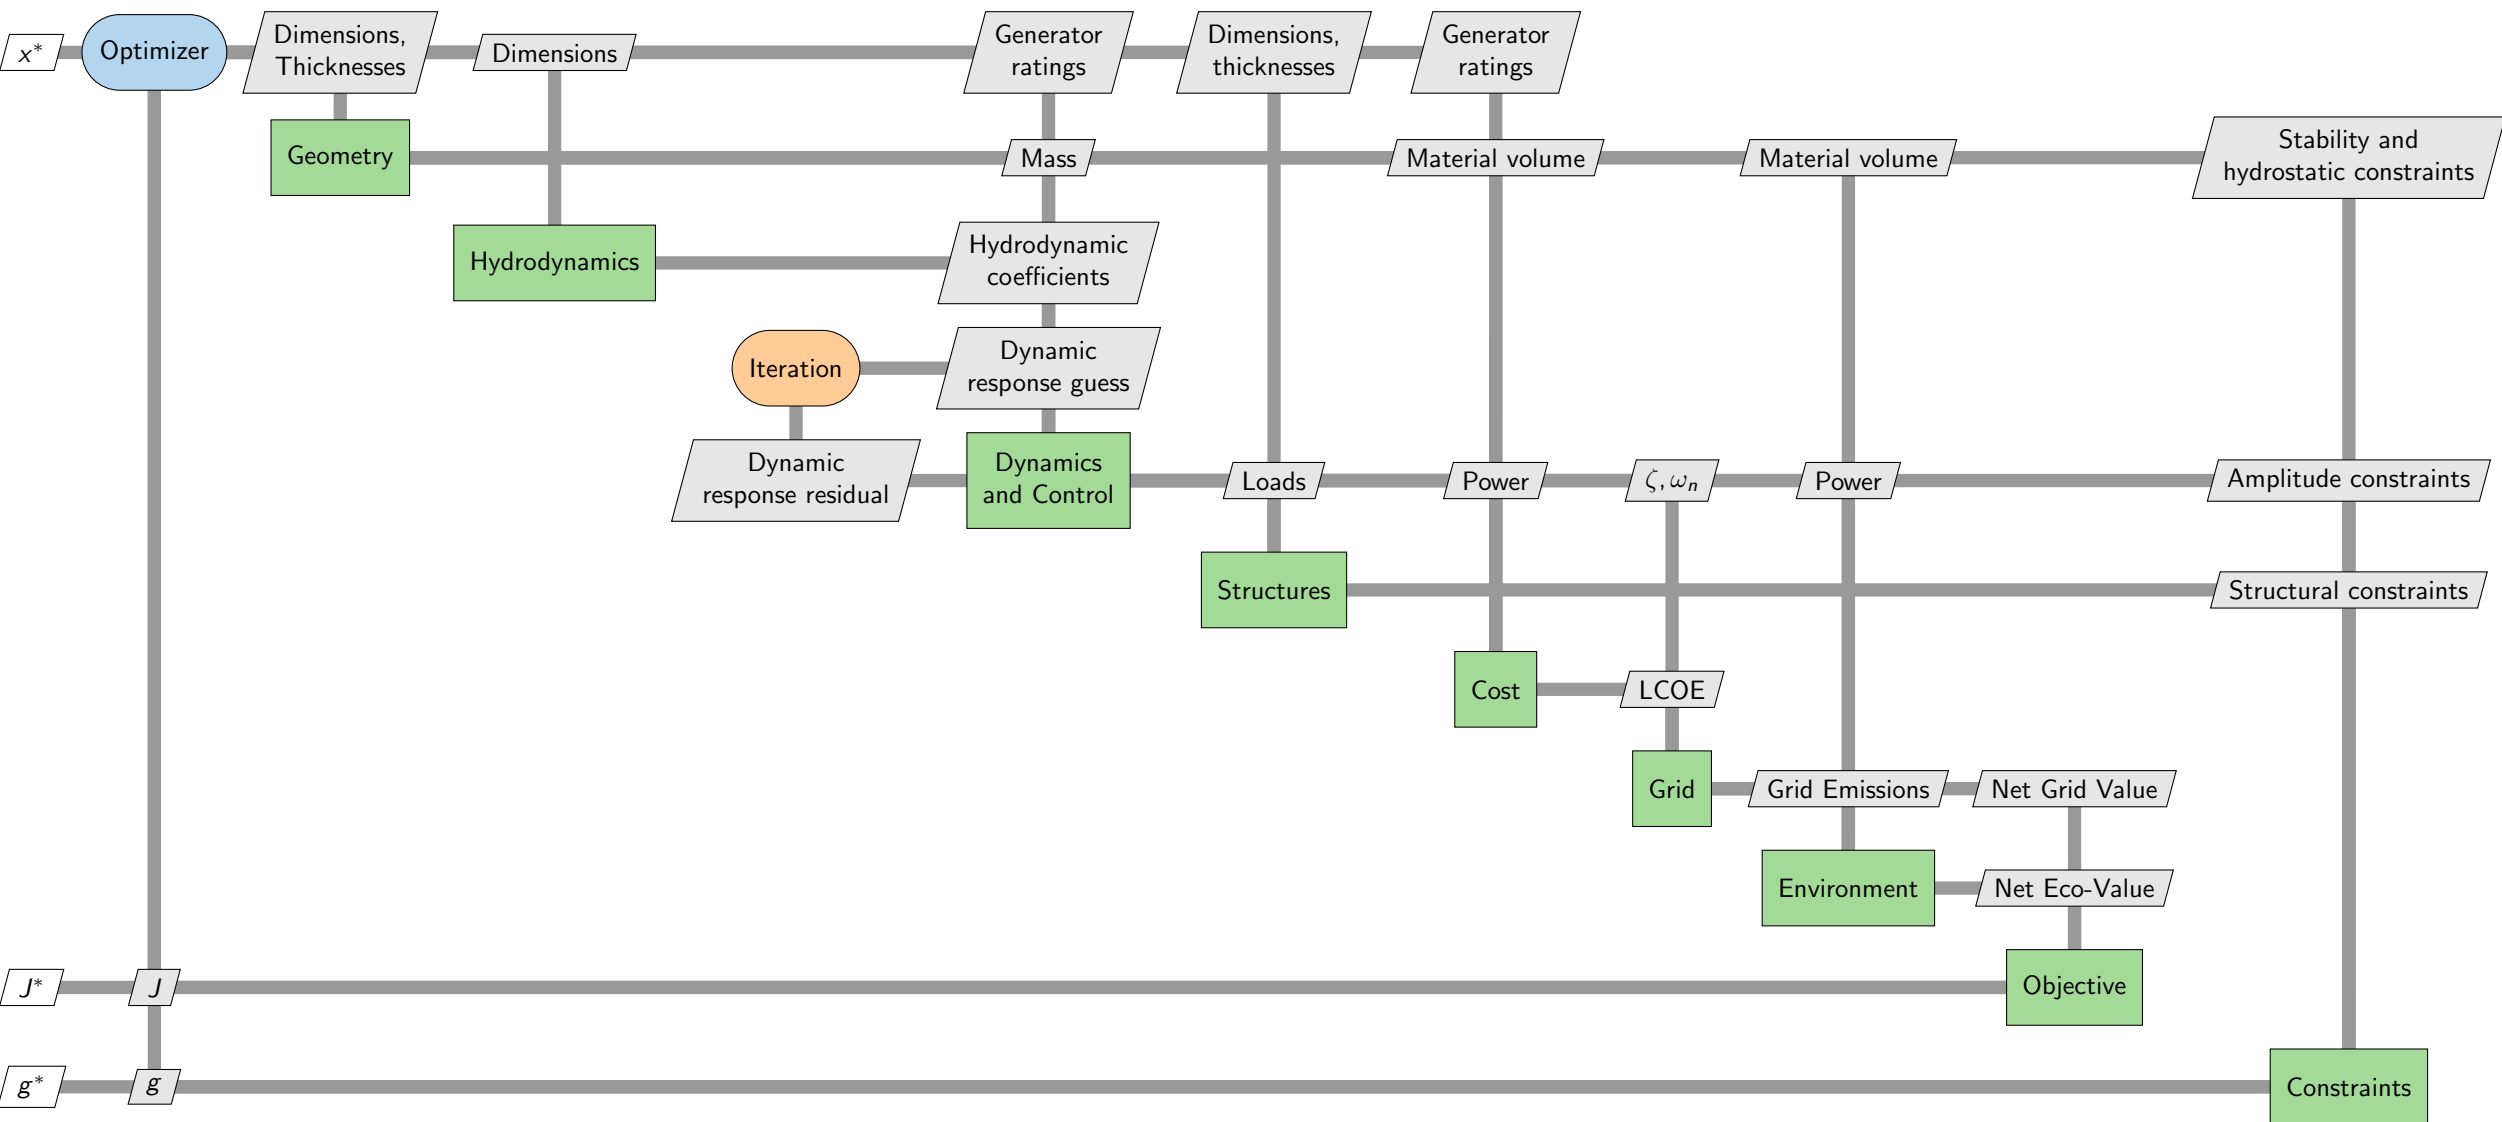 x*
Optimizer
Dimensions,
Thicknesses
Dimensions
Generator
ratings
Dimensions,
thicknesses
Generator
ratings
Geometry
Mass
Material volume
Material volume
Stability and
hydrostatic constraints
Hydrodynamics
Hydrodynamic
coefficients
Iteration
Dynamic
response guess
Dynamic
response residual
Dynamics
and Control
Loads
Power
ζ, ωₙ
Power
Amplitude constraints
Structures
Structural constraints
Cost
LCOE
Grid
Grid Emissions
Net Grid Value
Environment
Net Eco-Value
J*
J
Objective
g*
g
Constraints